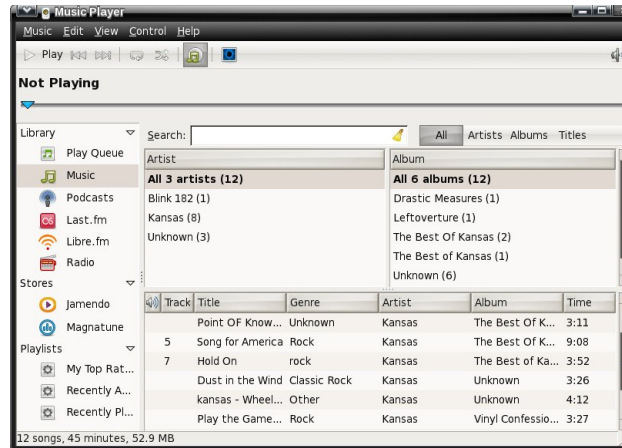 Music Player
Music Edit View Control Help
Play
Not Playing
Library
Play Queue
Music
Podcasts
Last.fm
Libre.fm
Radio
Stores
Jamendo
Magnatune
Playlists
My Top Rat...
Recently A...
Recently Pl...
Search: All Artists Albums Titles
Artist
All 3 artists (12)
Blink 182 (1)
Kansas (8)
Unknown (3)
Album
All 6 albums (12)
Drastic Measures (1)
Leftoverture (1)
The Best Of Kansas (2)
The Best of Kansas (1)
Unknown (6)
Track Title Genre Artist Album Time
Point OF Know... Unknown Kansas The Best Of K... 3:11
5 Song for America Rock Kansas The Best Of K... 9:08
7 Hold On rock Kansas The Best of Ka... 3:52
Dust in the Wind Classic Rock Kansas Unknown 3:26
kansas - Wheel... Other Kansas Unknown 4:12
Play the Game... Rock Kansas Vinyl Confessio... 3:27
12 songs, 45 minutes, 52.9 MB